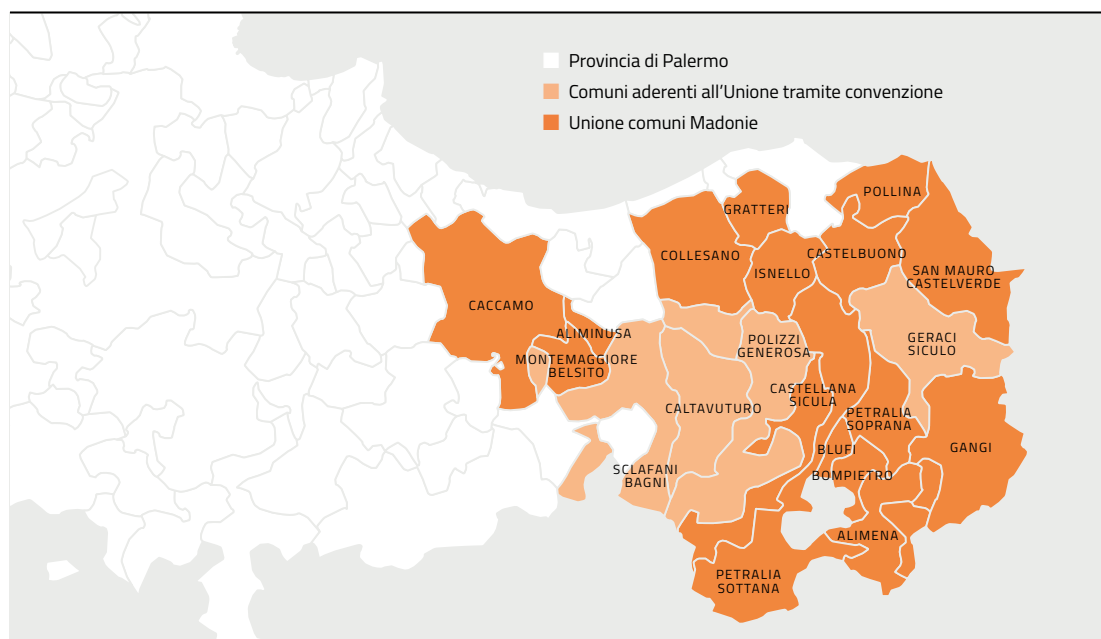 Provincia di Palermo
Comuni aderenti all'Unione tramite convenzione
Unione comuni Madonie
POLLINA
GRATTERI
COLLESANO
ISNELLO
CASTELBUONO
SAN MAURO
CASTELVERDE
CACCAMO
ALIMINUSA
MONTEMAGGIORE
BELSITO
POLIZZI
GENEROSA
GERACI
SICULO
CASTELLANA
SICULA
CALTAVUTURO
PETRALIA
SOPRANA
BLUFI
GANGI
SCLAFANI
BAGNI
BOMPIETRO
ALIMENA
PETRALIA
SOTTANA